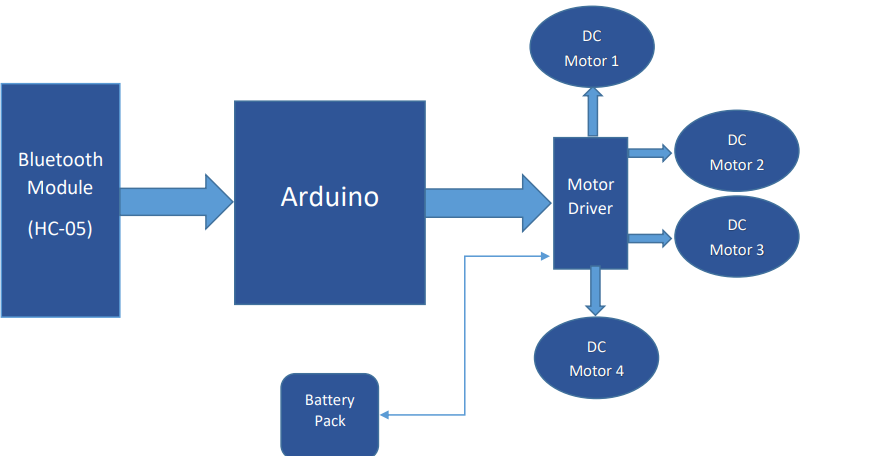 Bluetooth
Module
(HC-05)
Arduino
Motor
Driver
DC
Motor 1
DC
Motor 2
DC
Motor 3
DC
Motor 4
Battery
Pack